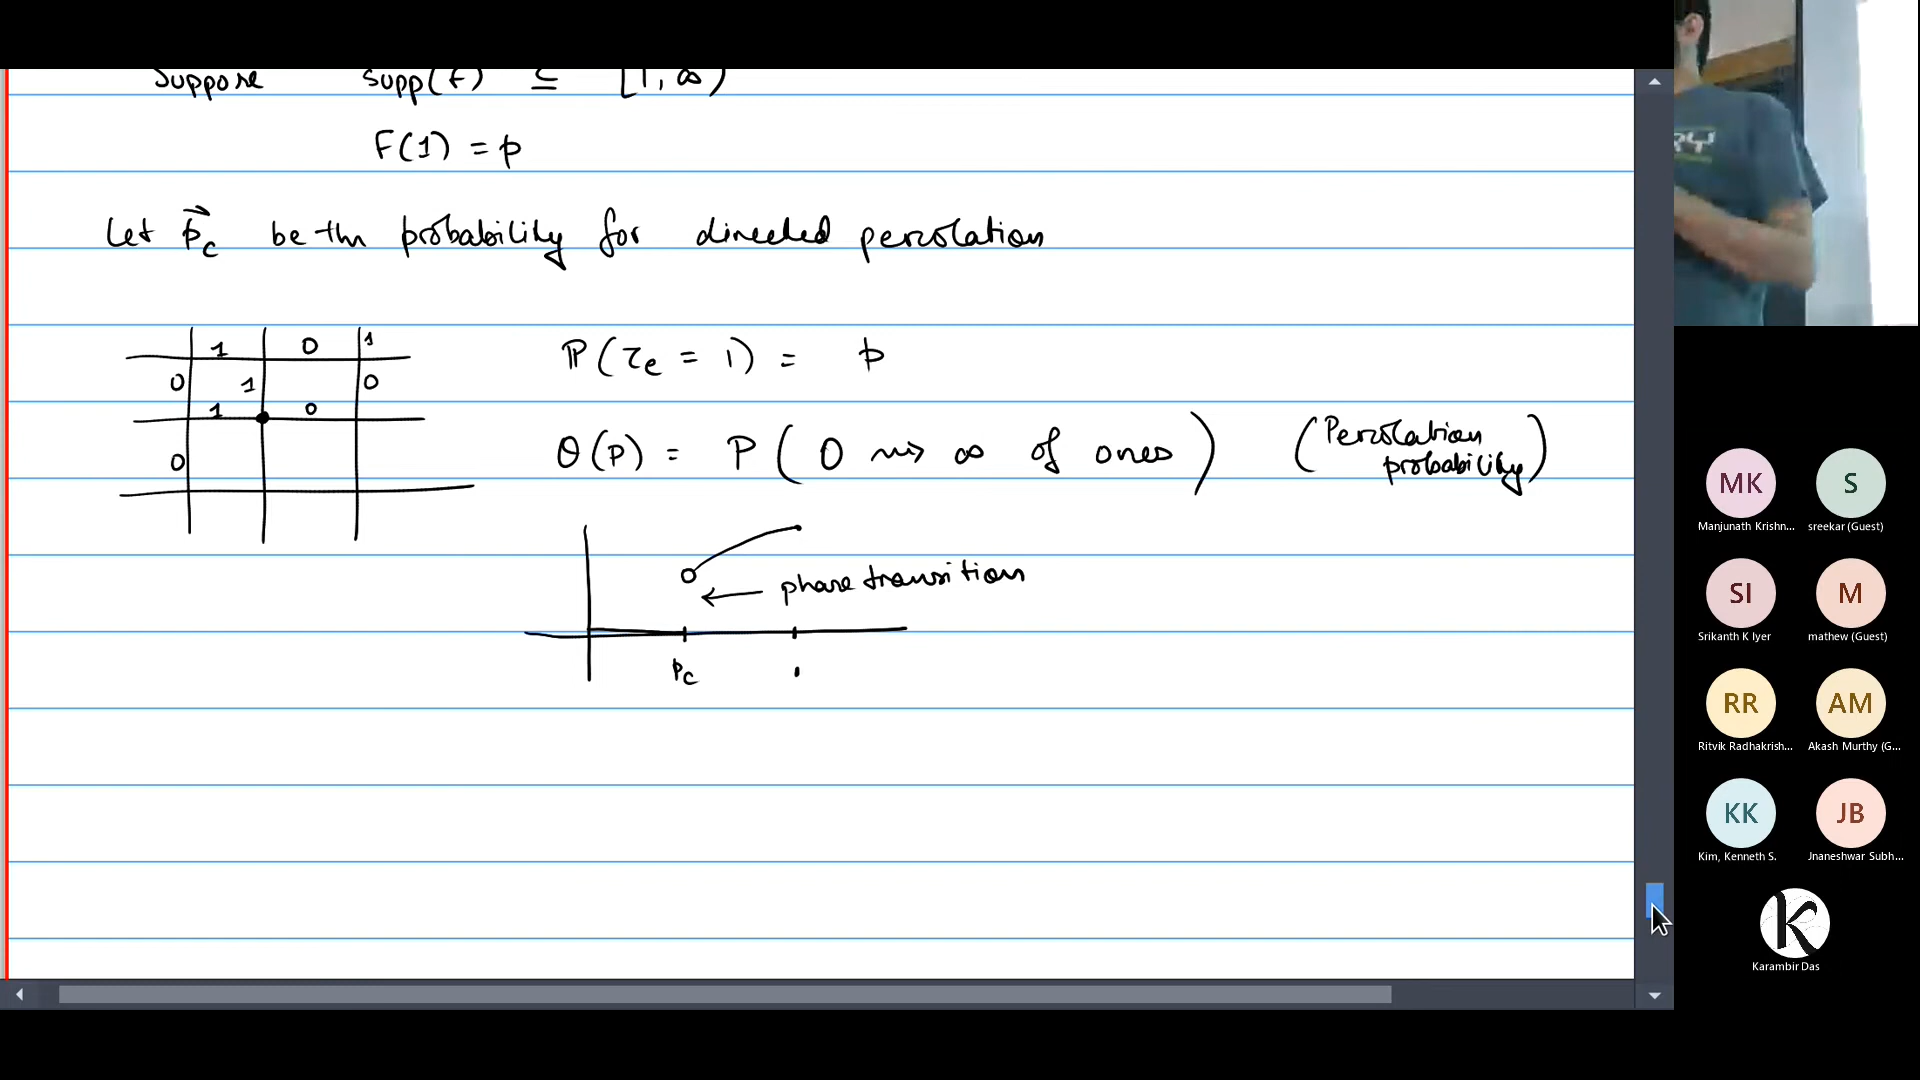 Suppose supp(F) ⊆ [1, ∞)
F(1) = p
Let p⃗c be the probability for directed percolation
1 0 1
0 1 0
1 0
0
ℙ(τe = 1) = p
θ(p) = P( 0 ⇝ ∞ of ones ) (Percolation probability)
phase transition
pc
MK S
Manjunath Krishn... sreekar (Guest)
SI M
Srikanth K Iyer mathew (Guest)
RR AM
Ritvik Radhakrish... Akash Murthy (G...
KK JB
Kim, Kenneth S. Jnaneshwar Subh...
K
Karambir Das